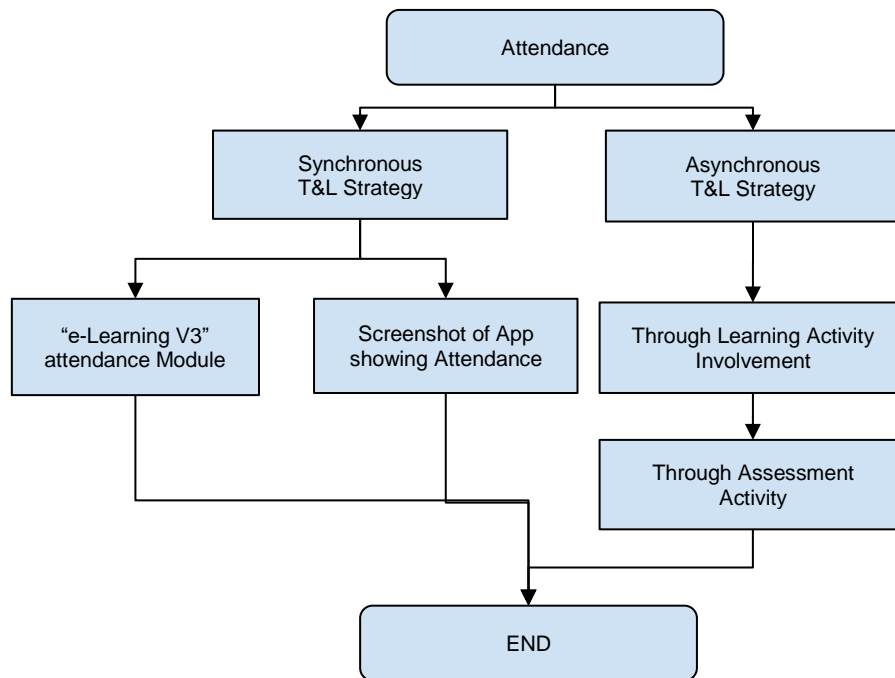 Attendance
Synchronous
T&L Strategy
Asynchronous
T&L Strategy
“e-Learning V3”
attendance Module
Screenshot of App
showing Attendance
Through Learning Activity
Involvement
Through Assessment
Activity
END